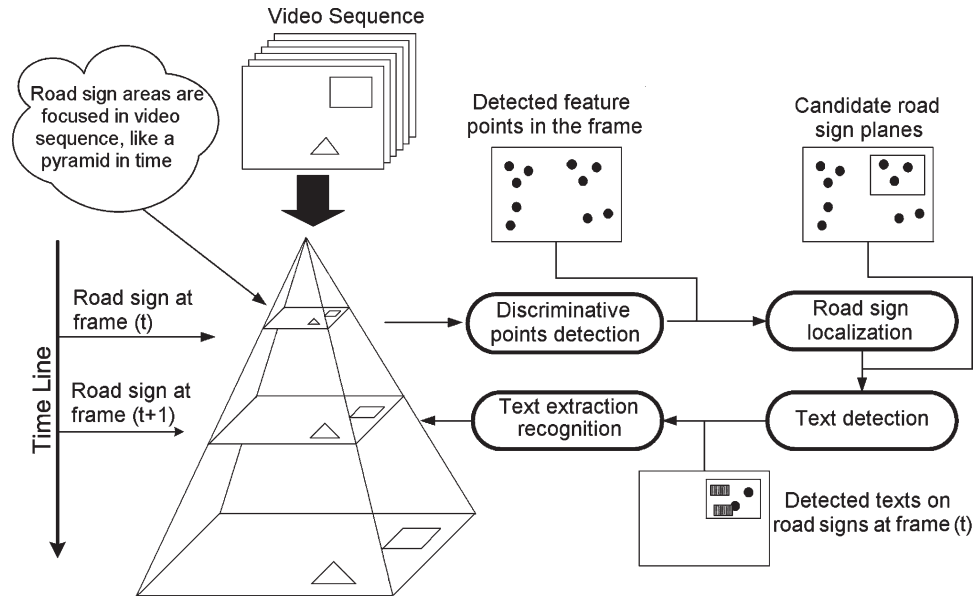 Video Sequence
Road sign areas are
focused in video
sequence, like a
pyramid in time
Detected feature
points in the frame
Candidate road
sign planes
Time Line
Road sign at
frame (t)
Road sign at
frame (t+1)
Discriminative
points detection
Road sign
localization
Text extraction
recognition
Text detection
Detected texts on
road signs at frame (t)